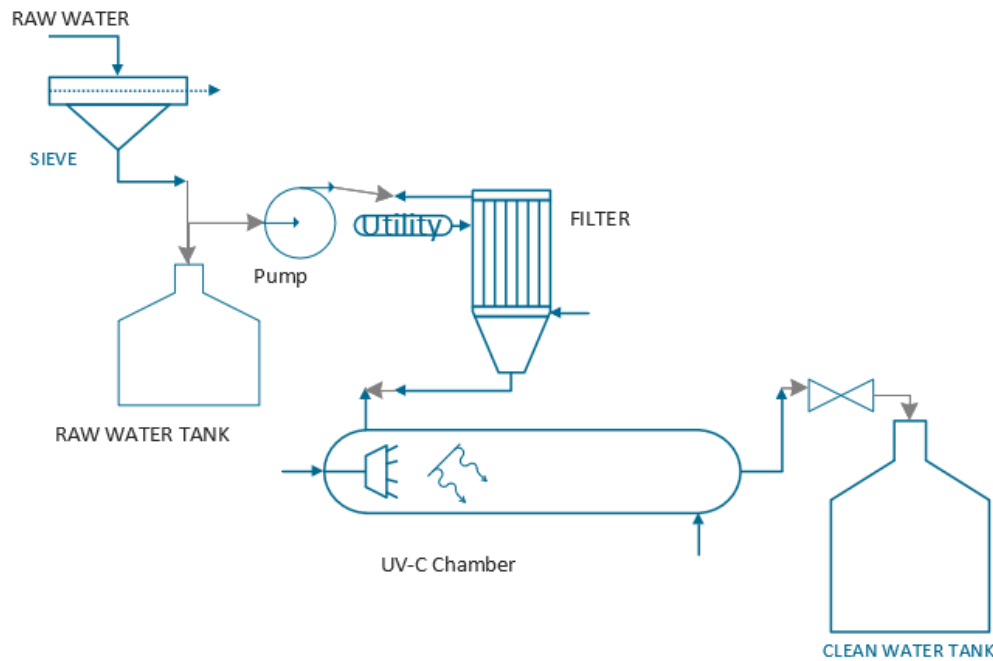 RAW WATER
SIEVE
Utility
FILTER
Pump
RAW WATER TANK
UV-C Chamber
CLEAN WATER TANK